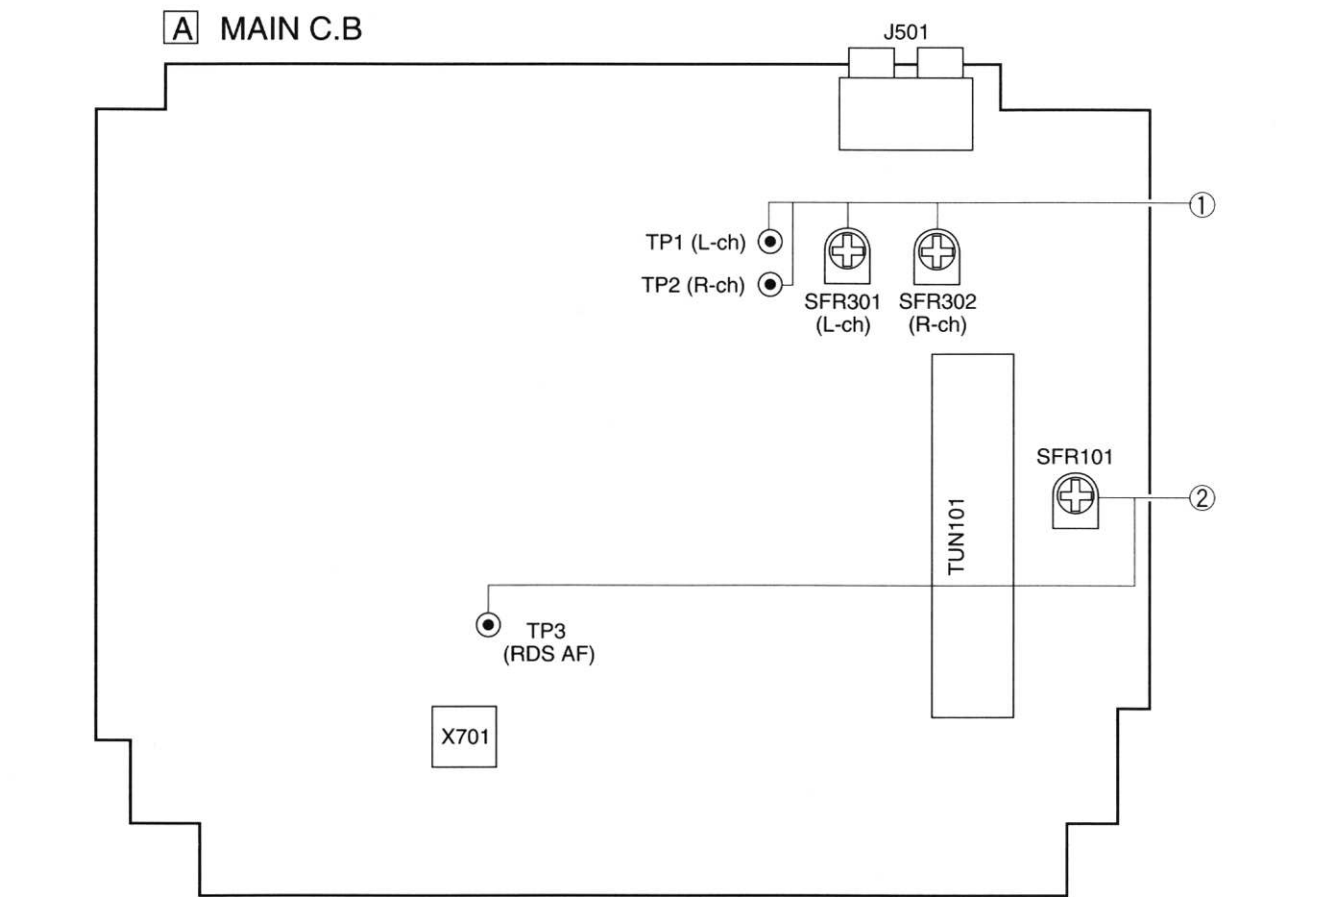 A MAIN C.B
J501
①
TP1 (L-ch)
TP2 (R-ch)
SFR301
(L-ch)
SFR302
(R-ch)
SFR101
②
TUN101
TP3
(RDS AF)
X701